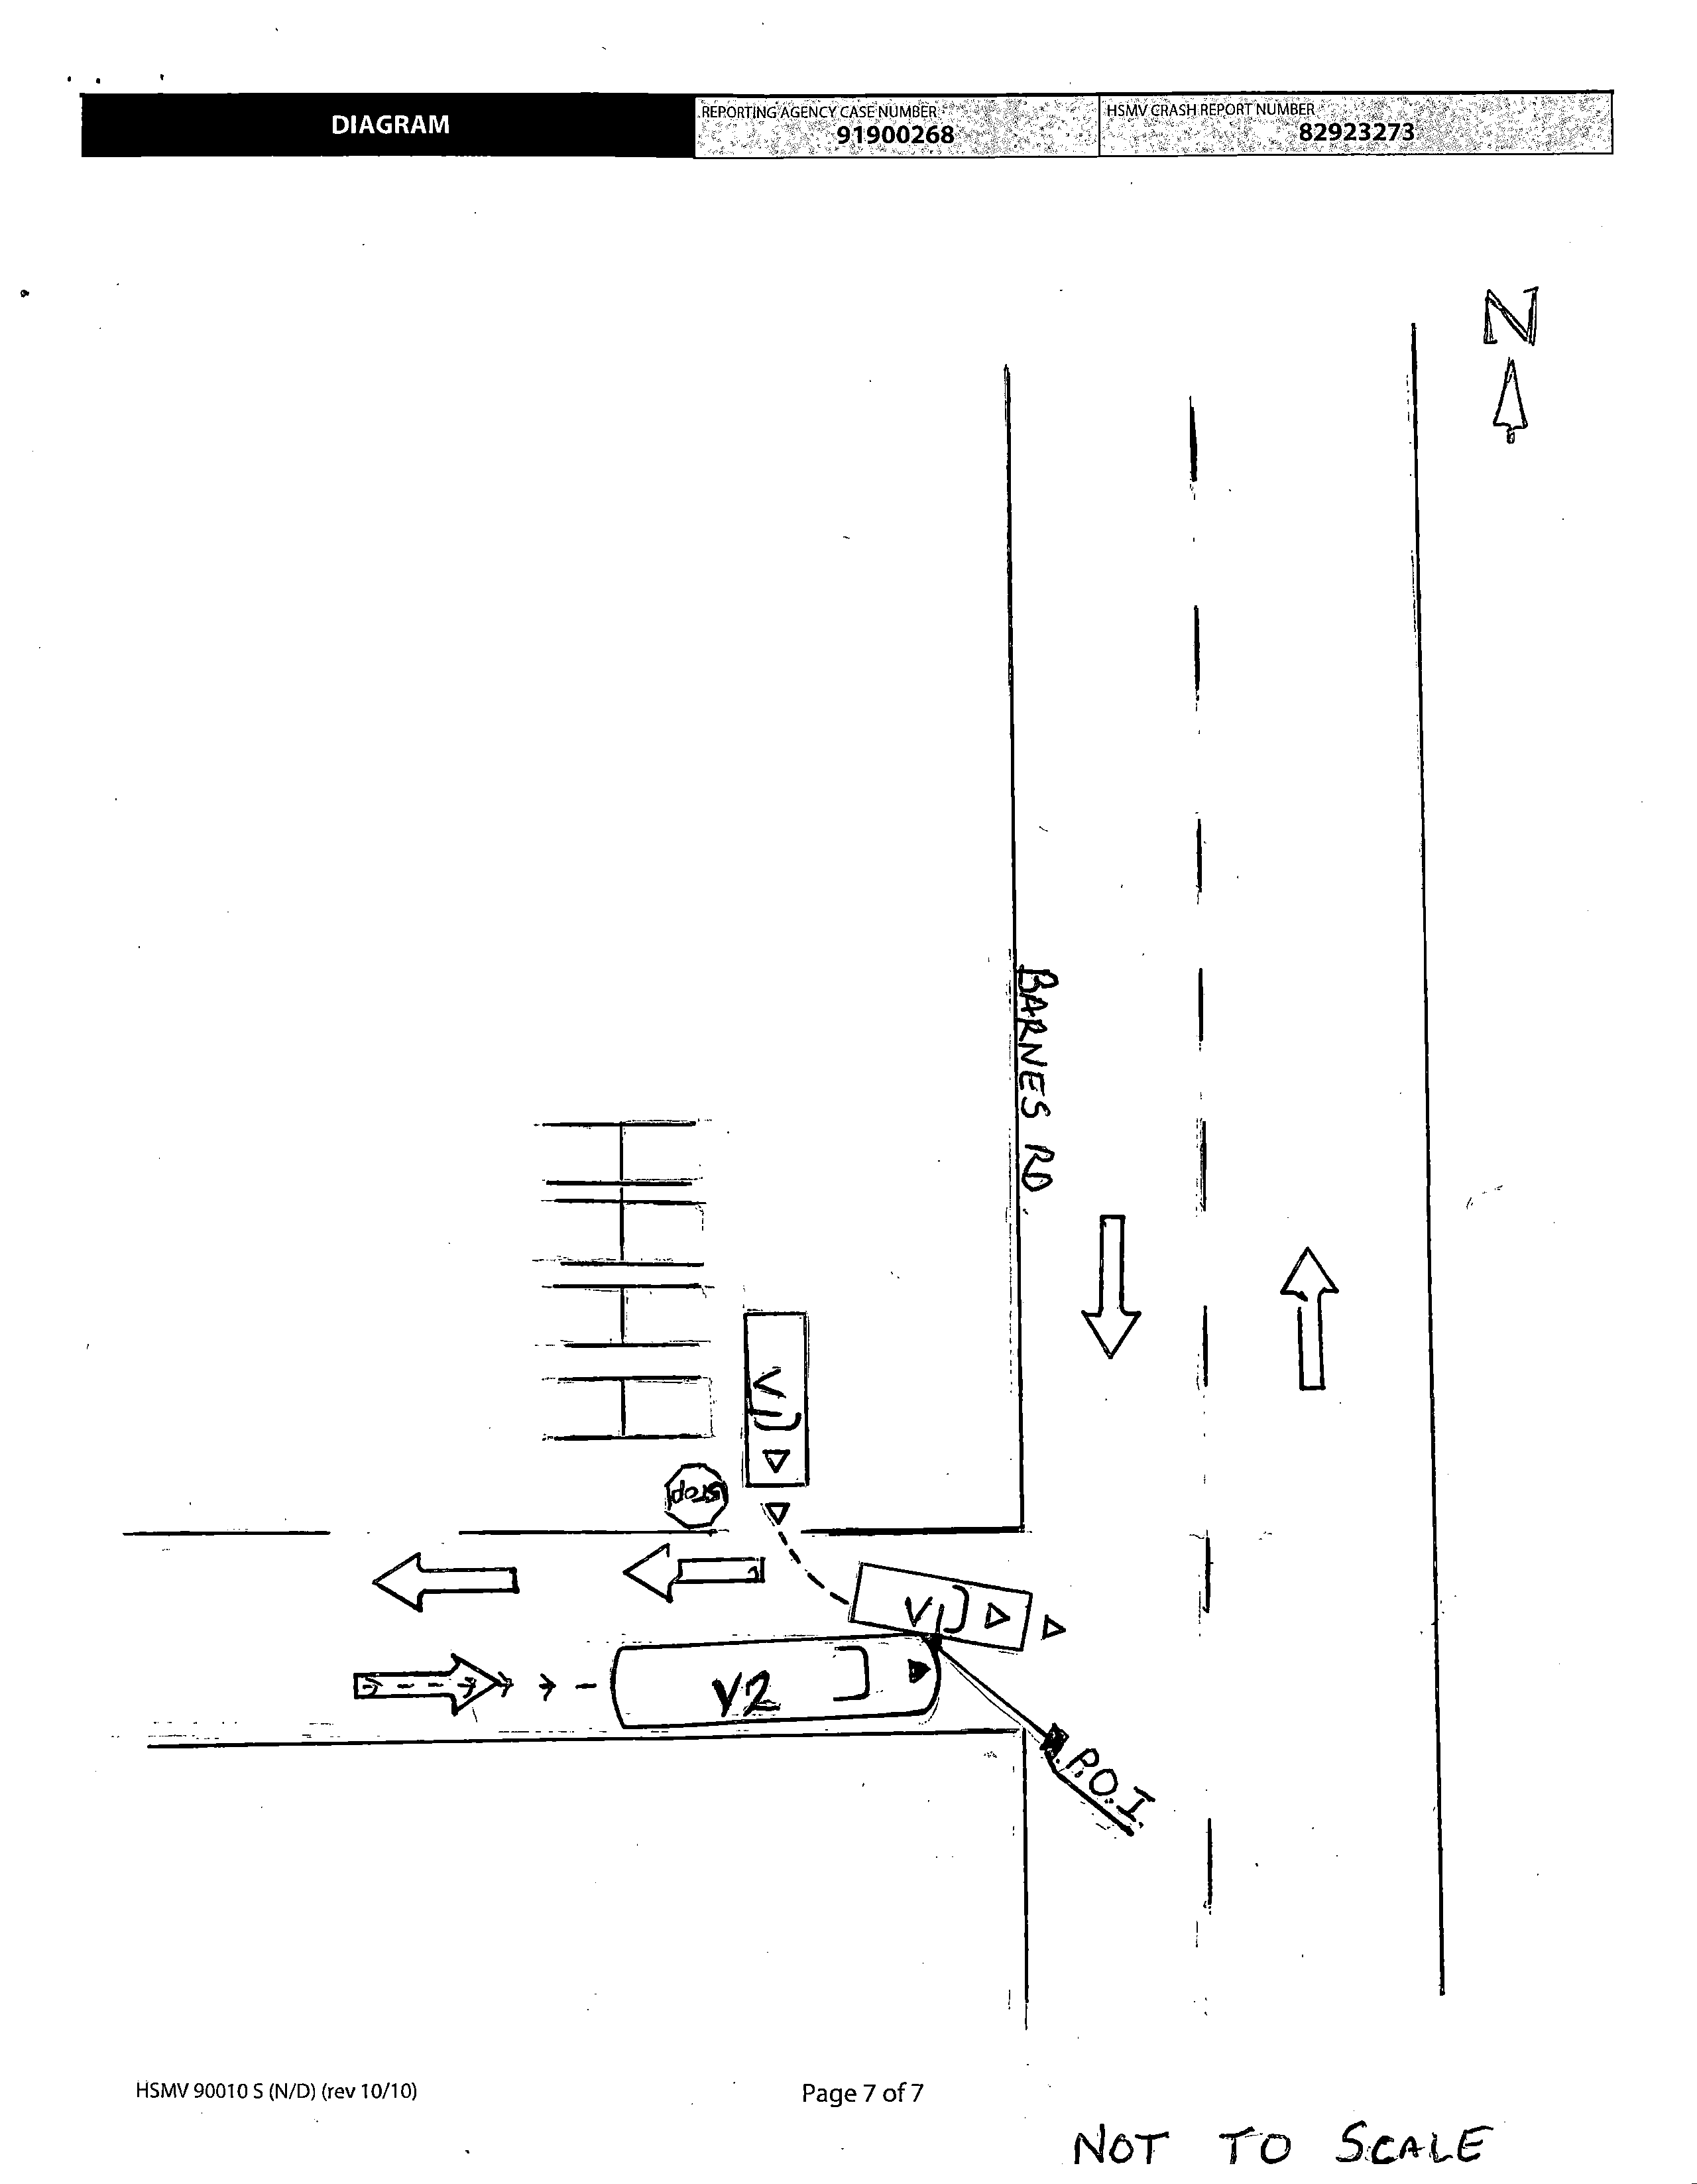 DIAGRAM
REPORTING AGENCY CASE NUMBER
91900268
HSMV CRASH REPORT NUMBER
82923273
N
BARNES RD
V1
STOP
V1
V2
P.O.I.
HSMV 90010 S (N/D) (rev 10/10)
Page 7 of 7
NOT TO SCALE